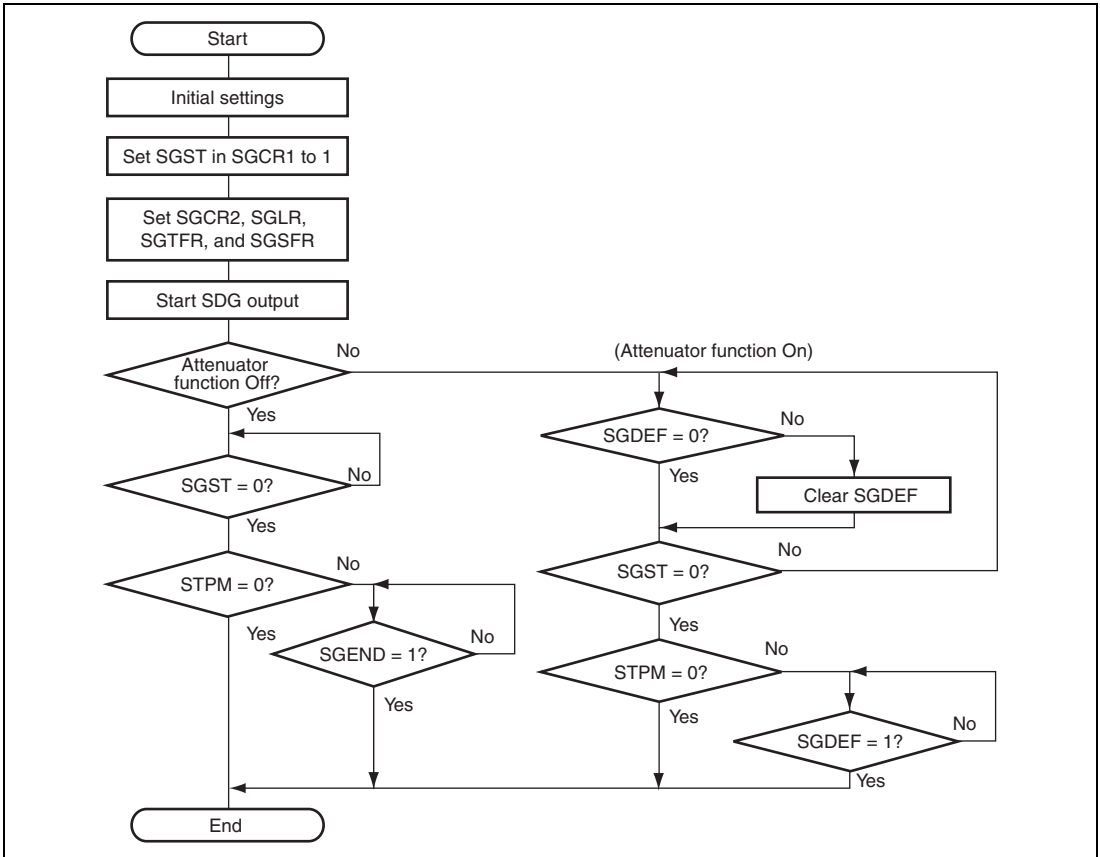 Start
Initial settings
Set SGST in SGCR1 to 1
Set SGCR2, SGLR,
SGTFR, and SGSFR
Start SDG output
Attenuator
function Off?
No
Yes
SGST = 0?
No
Yes
STPM = 0?
No
Yes
SGEND = 1?
No
Yes
(Attenuator function On)
SGDEF = 0?
No
Yes
Clear SGDEF
SGST = 0?
No
Yes
STPM = 0?
No
Yes
SGDEF = 1?
No
Yes
End